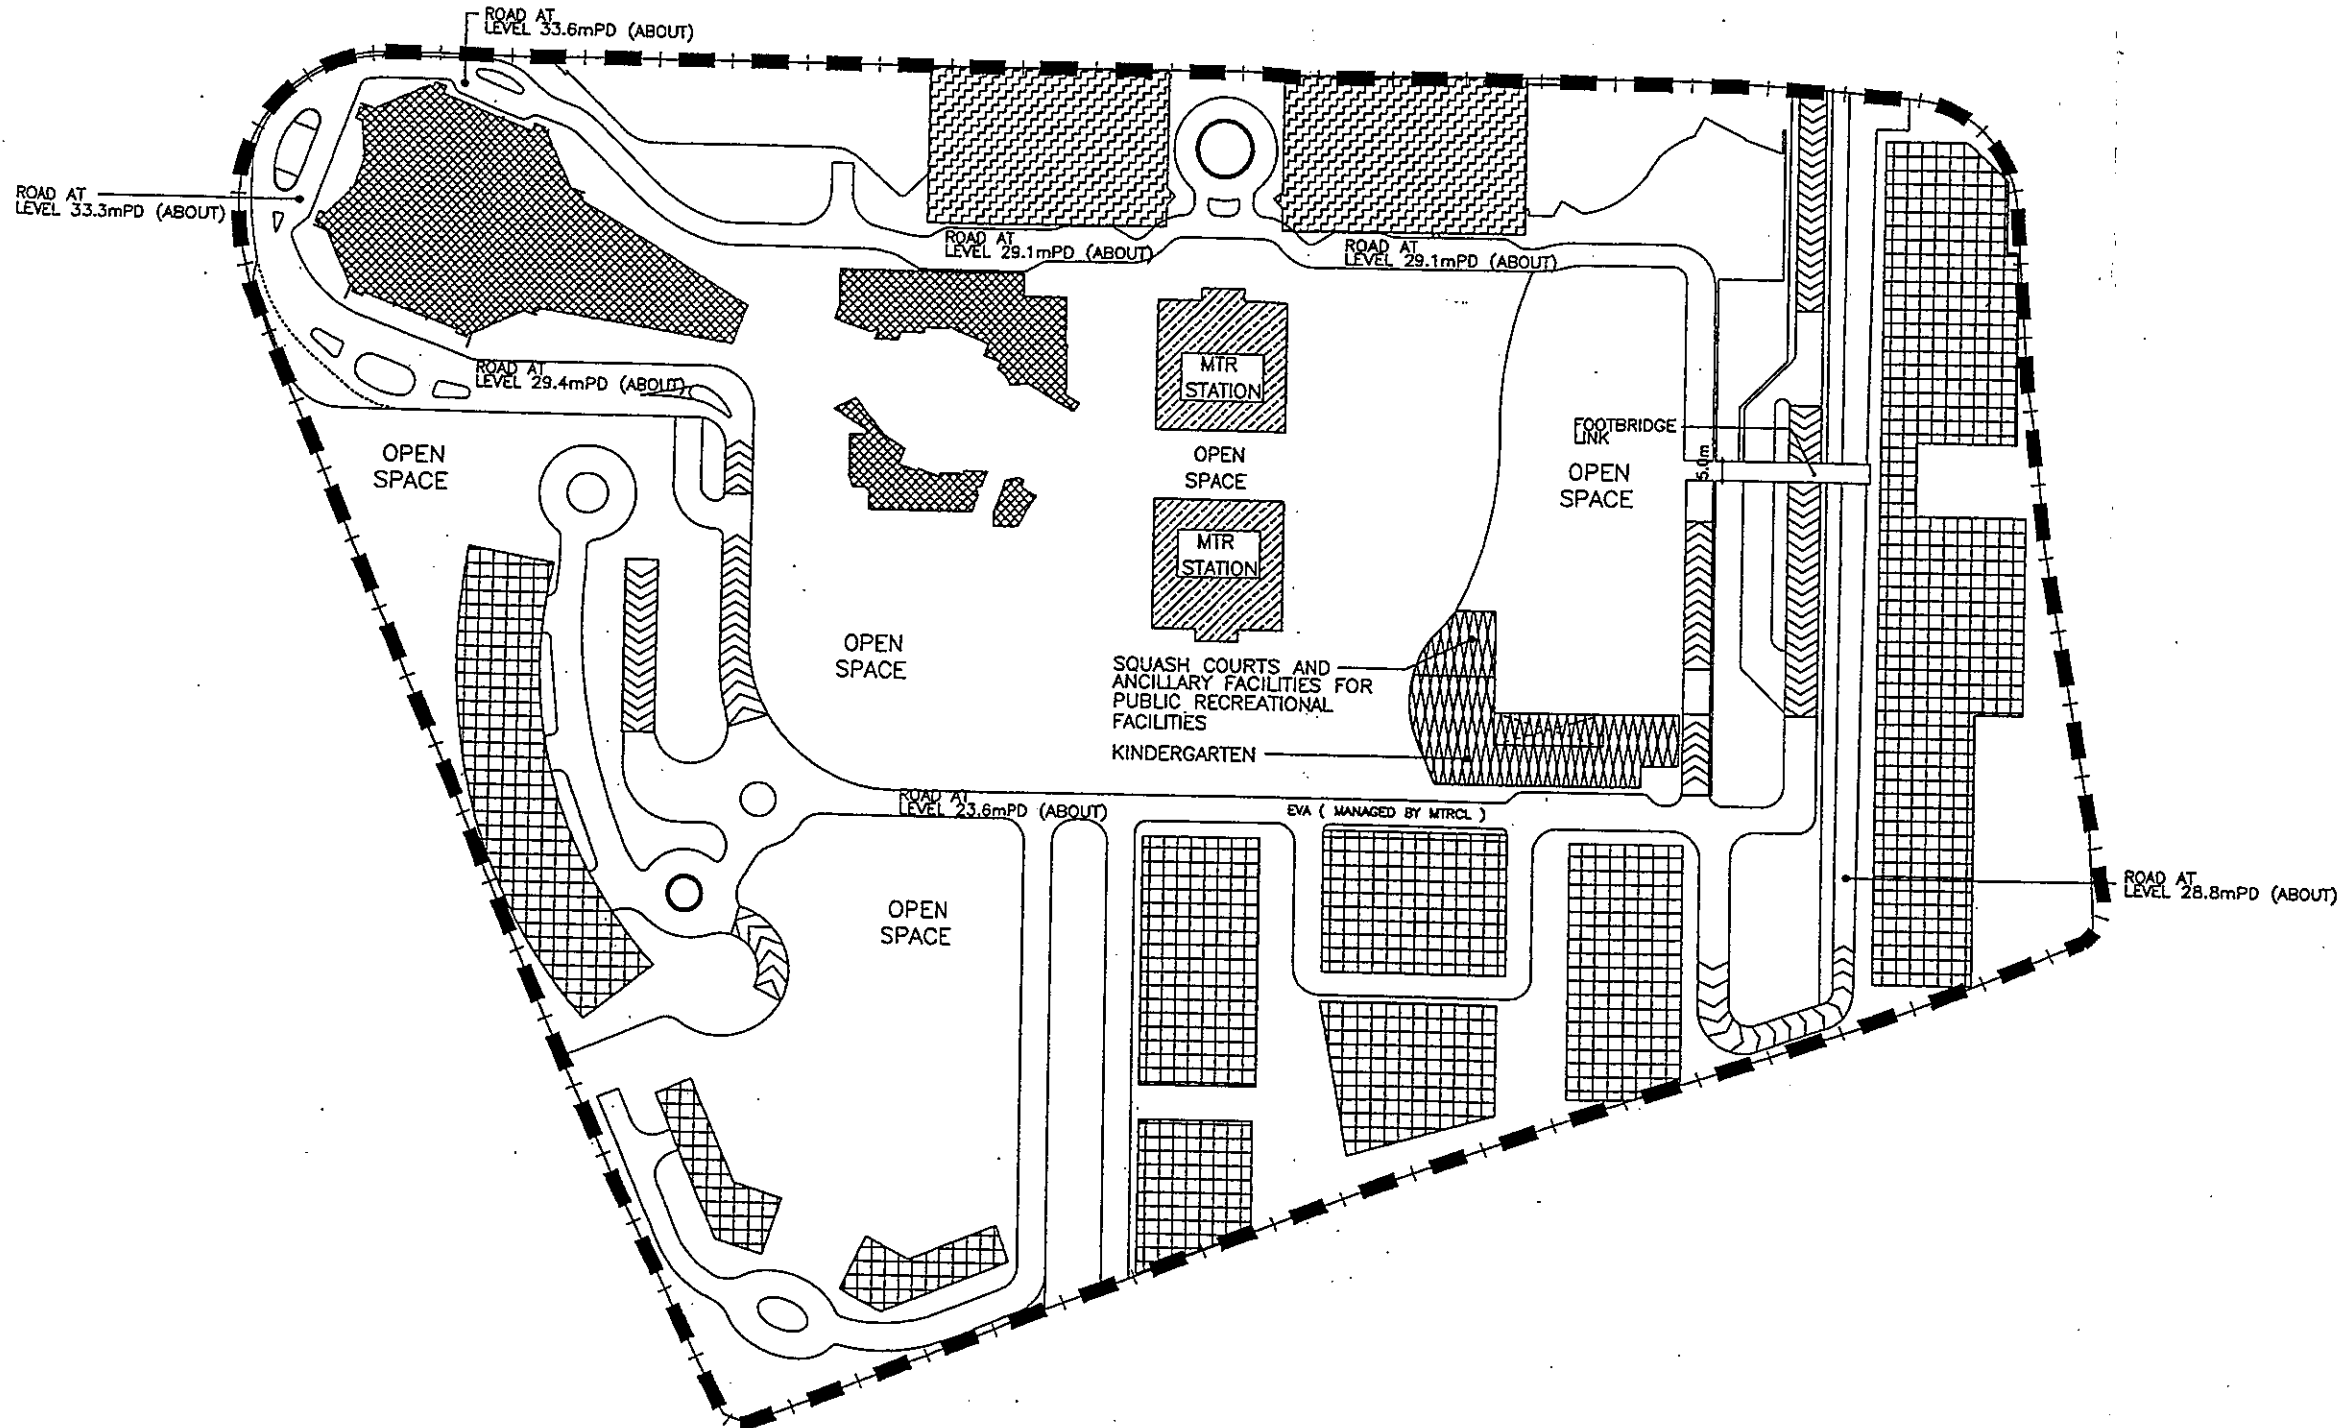 ROAD AT
LEVEL 33.6mPD (ABOUT)
ROAD AT
LEVEL 33.3mPD (ABOUT)
ROAD AT
LEVEL 29.1mPD (ABOUT)
ROAD AT
LEVEL 29.1mPD (ABOUT)
ROAD AT
LEVEL 29.4mPD (ABOUT)
MTR
STATION
FOOTBRIDGE
LINK
OPEN
SPACE
OPEN
SPACE
OPEN
SPACE
5.0m
MTR
STATION
OPEN
SPACE
SQUASH COURTS AND
ANCILLARY FACILITIES FOR
PUBLIC RECREATIONAL
FACILITIES
KINDERGARTEN
ROAD AT
LEVEL 23.6mPD (ABOUT)
EVA ( MANAGED BY MTRCL )
ROAD AT
LEVEL 28.8mPD (ABOUT)
OPEN
SPACE